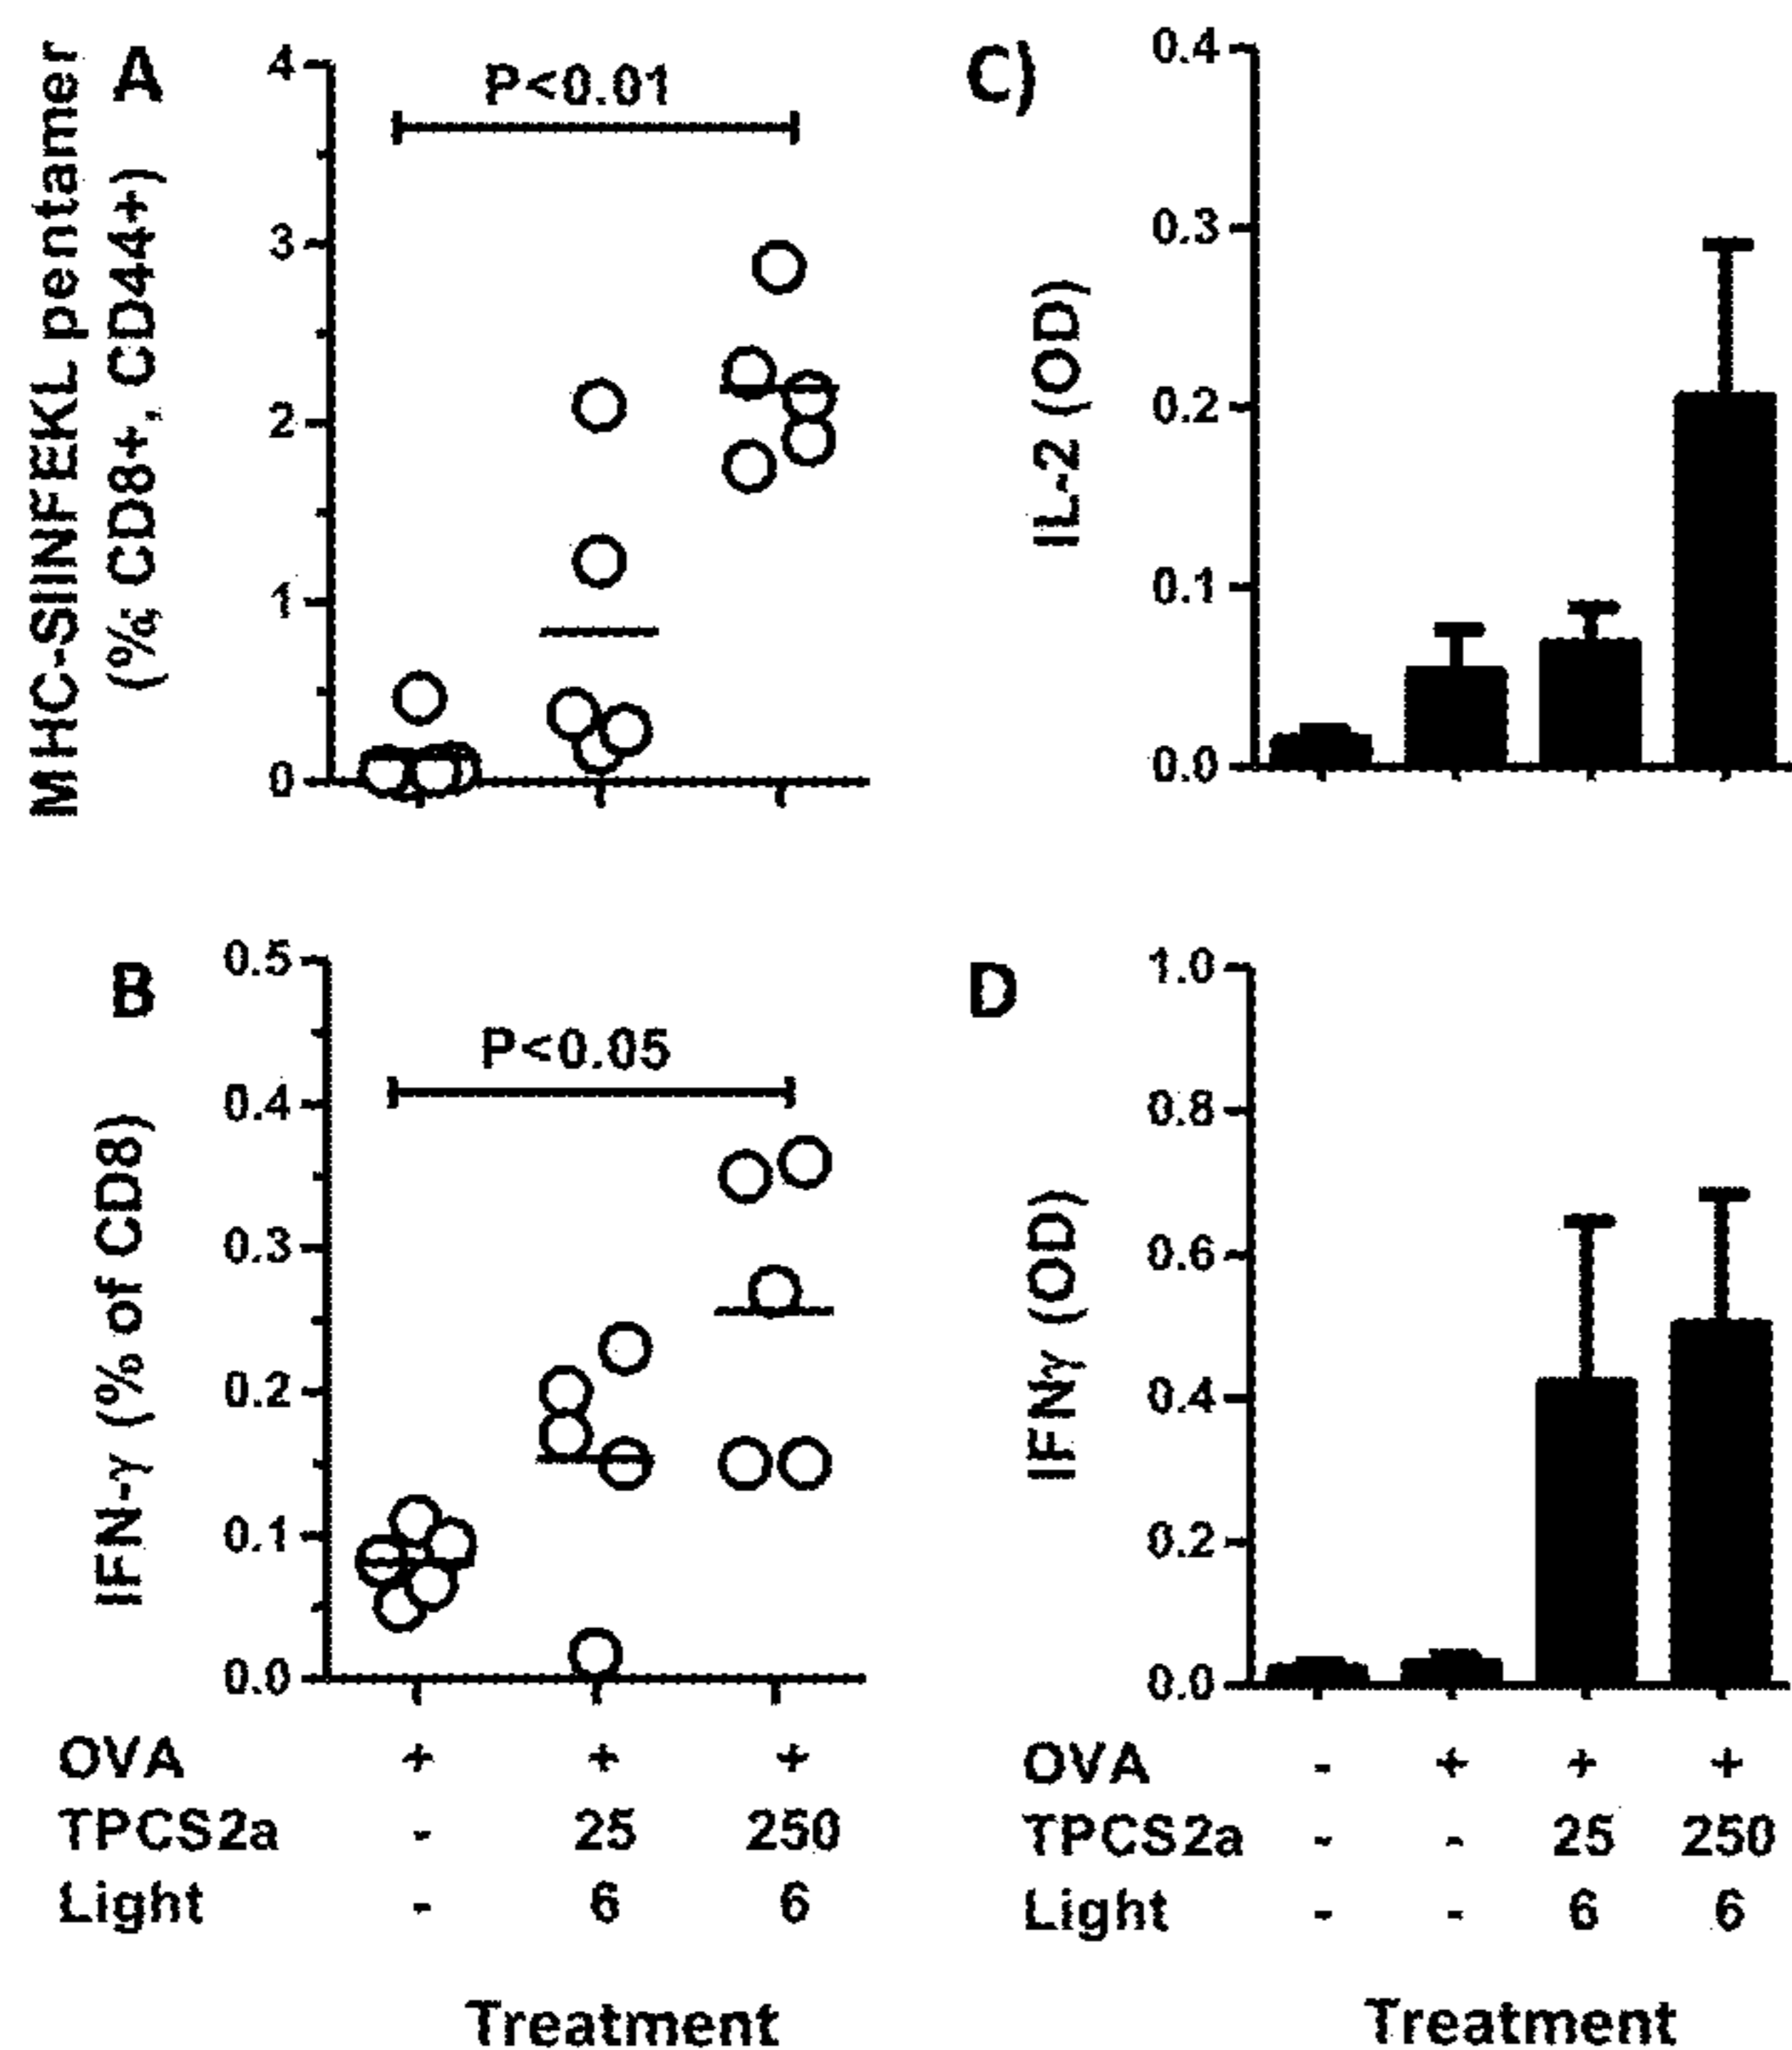 A
MHC-SIINFEKL pentamer
(%, CD8+, CD44+)
4
3
2
1
0
P<0.01
C)
IL-2 (OD)
0.4
0.3
0.2
0.1
0.0
B
IFN-γ (% of CD8)
0.5
0.4
0.3
0.2
0.1
0.0
P<0.05
D
IFNγ (OD)
1.0
0.8
0.6
0.4
0.2
0.0
OVA + + +
TPCS2a - 25 250
Light - 6 6
Treatment
OVA - + + +
TPCS2a - - 25 250
Light - - 6 6
Treatment